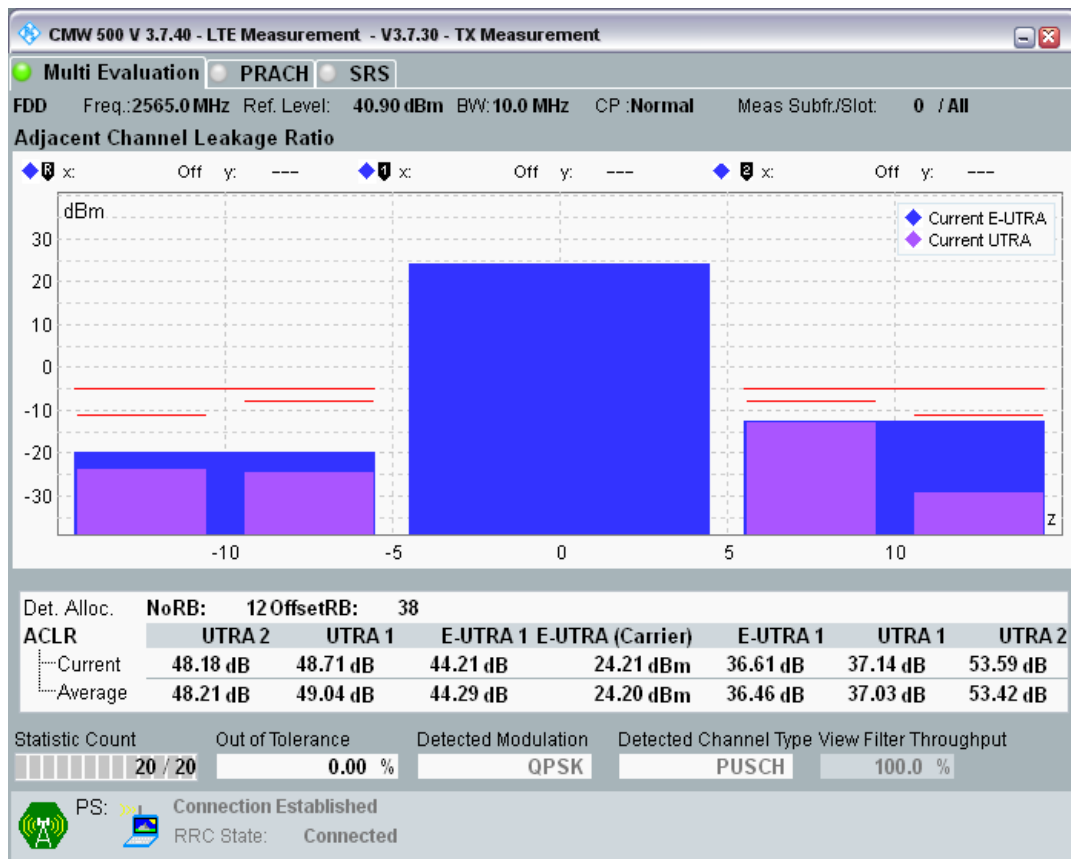 CMW 500 V 3.7.40 - LTE Measurement - V3.7.30 - TX Measurement
Multi Evaluation PRACH SRS
FDD Freq.:2565.0 MHz Ref. Level: 40.90 dBm BW:10.0 MHz CP :Normal Meas Subfr./Slot: 0 / All
Adjacent Channel Leakage Ratio
R x: Off y: --- 1 x: Off y: --- 2 x: Off y: ---
dBm
Current E-UTRA
Current UTRA
30
20
10
0
-10
-20
-30
z
-10 -5 0 5 10
Det. Alloc. NoRB: 12 OffsetRB: 38
ACLR UTRA 2 UTRA 1 E-UTRA 1 E-UTRA (Carrier) E-UTRA 1 UTRA 1 UTRA 2
Current 48.18 dB 48.71 dB 44.21 dB 24.21 dBm 36.61 dB 37.14 dB 53.59 dB
Average 48.21 dB 49.04 dB 44.29 dB 24.20 dBm 36.46 dB 37.03 dB 53.42 dB
Statistic Count Out of Tolerance Detected Modulation Detected Channel Type View Filter Throughput
20 / 20 0.00 % QPSK PUSCH 100.0 %
PS: Connection Established
RRC State: Connected